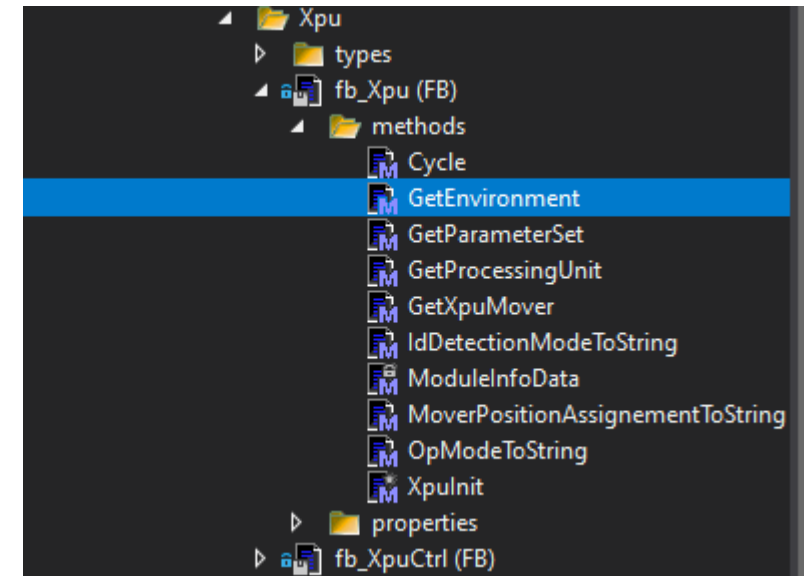 Xpu
types
fb_Xpu (FB)
methods
Cycle
GetEnvironment
GetParameterSet
GetProcessingUnit
GetXpuMover
IdDetectionModeToString
ModuleInfoData
MoverPositionAssignementToString
OpModeToString
XpuInit
properties
fb_XpuCtrl (FB)